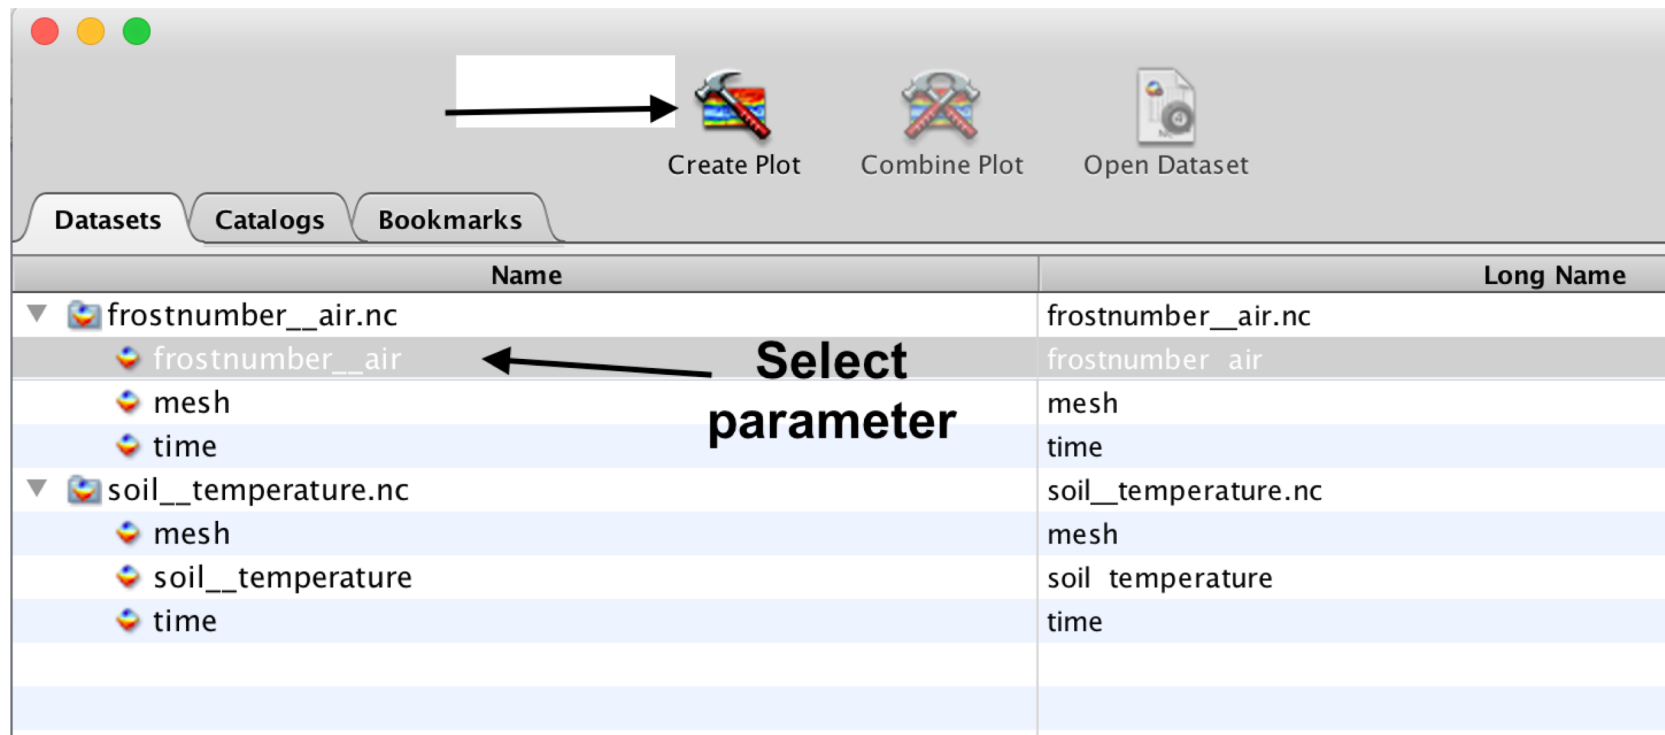 Create Plot
Combine Plot
Open Dataset
Datasets
Catalogs
Bookmarks
Name
Long Name
frostnumber__air.nc
frostnumber__air.nc
frostnumber__air
Select
parameter
frostnumber air
mesh
mesh
time
time
soil__temperature.nc
soil__temperature.nc
mesh
mesh
soil__temperature
soil temperature
time
time